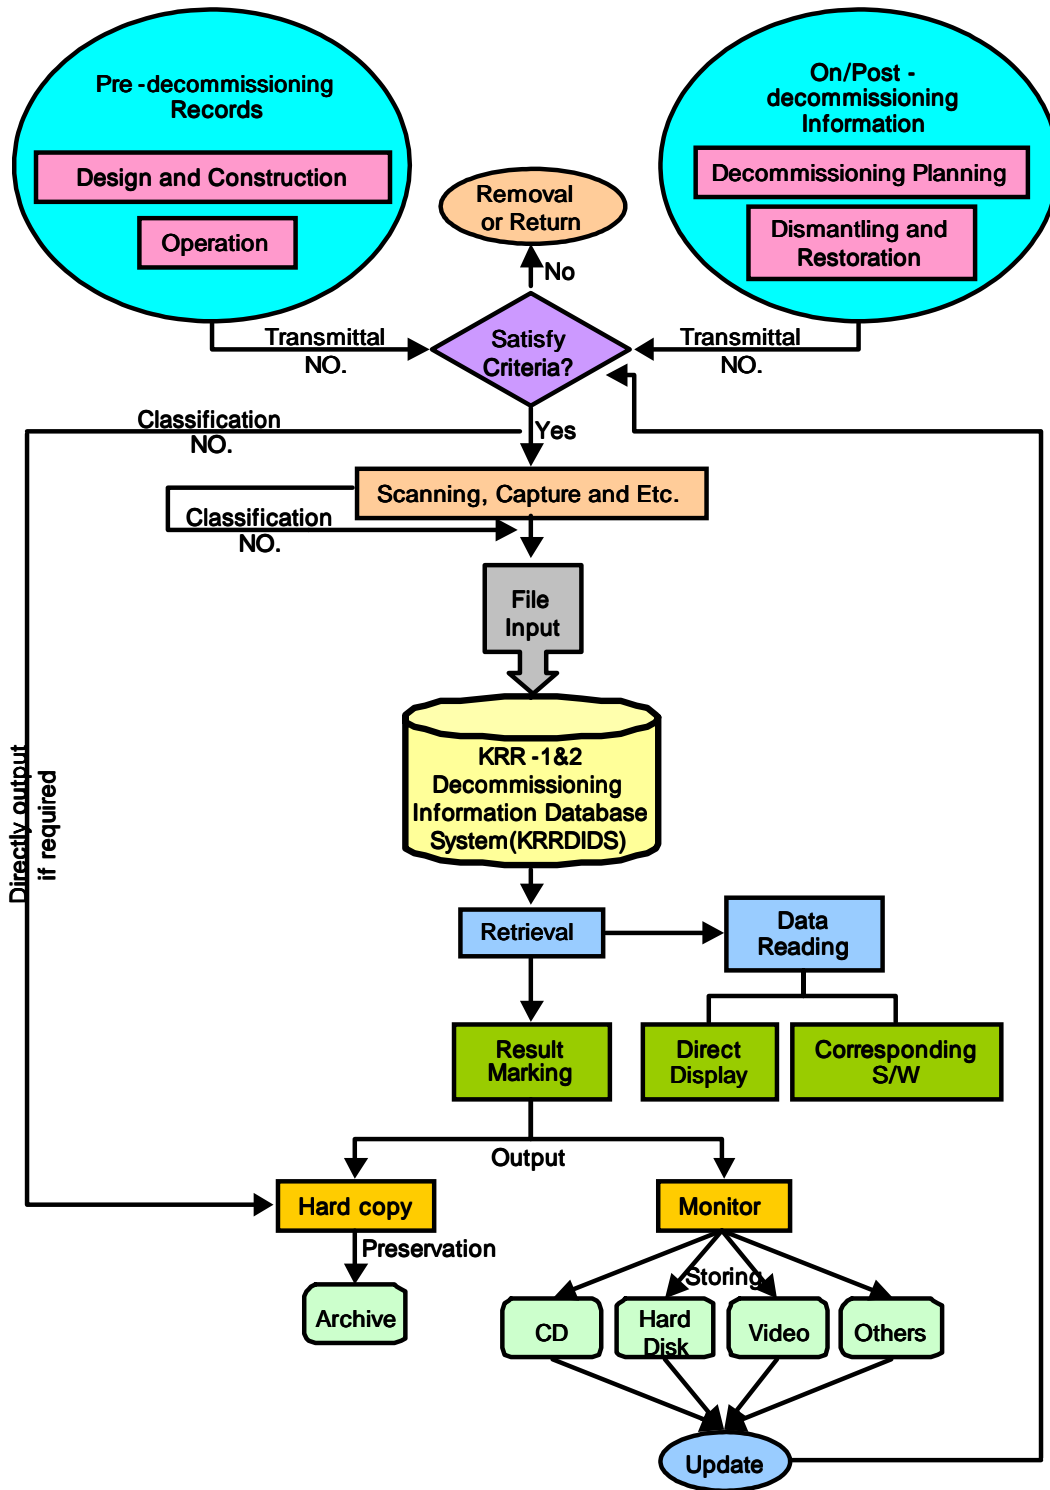 Pre-decommissioning
Records
Design and Construction
Operation
On/Post -
decommissioning
Information
Decommissioning Planning
Dismantling and
Restoration
Removal
or Return
No
Transmittal
NO.
Satisfy
Criteria?
Transmittal
NO.
Classification
NO.
Yes
Scanning, Capture and Etc.
Classification
NO.
File
Input
KRR -1&2
Decommissioning
Information Database
System(KRRDIDS)
Directly output
if required
Retrieval
Data
Reading
Result
Marking
Direct
Display
Corresponding
S/W
Output
Hard copy
Monitor
Preservation
Storing
Archive
CD
Hard
Disk
Video
Others
Update